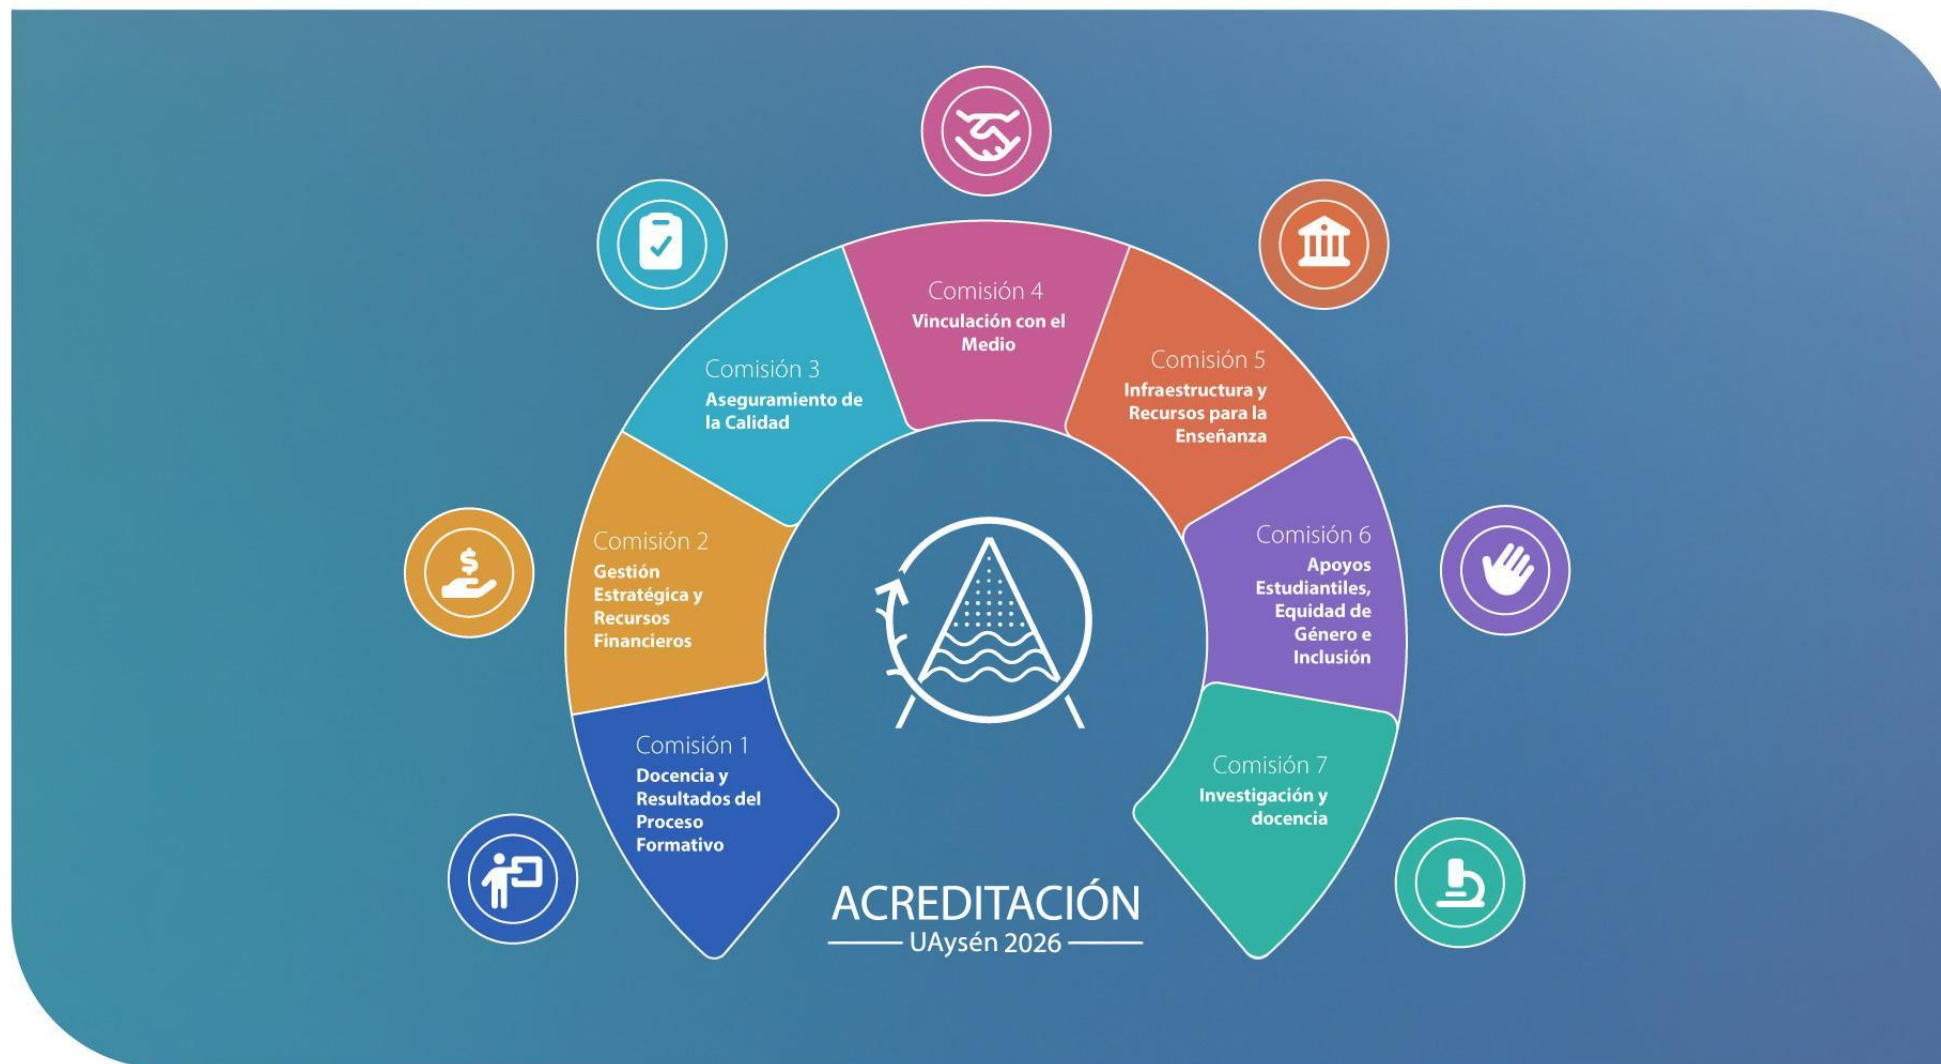 Comisión 4
Vinculación con el
Medio
Comisión 3
Aseguramiento de
la Calidad
Comisión 5
Infraestructura y
Recursos para la
Enseñanza
Comisión 2
Gestión
Estratégica y
Recursos
Financieros
Comisión 6
Apoyos
Estudiantiles,
Equidad de
Género e
Inclusión
Comisión 1
Docencia y
Resultados del
Proceso
Formativo
Comisión 7
Investigación y
docencia
ACREDITACIÓN
UAysén 2026
$